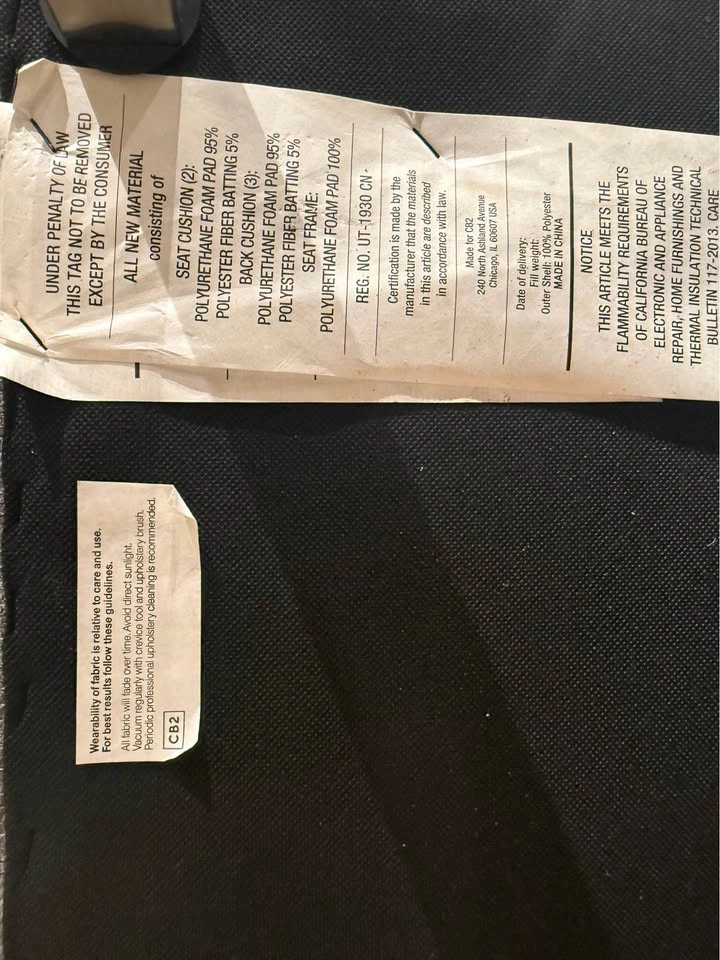 UNDER PENALTY OF LAW
THIS TAG NOT TO BE REMOVED
EXCEPT BY THE CONSUMER
ALL NEW MATERIAL
consisting of
SEAT CUSHION (2):
POLYURETHANE FOAM PAD 95%
POLYESTER FIBER BATTING 5%
BACK CUSHION (3):
POLYURETHANE FOAM PAD 95%
POLYESTER FIBER BATTING 5%
SEAT FRAME:
POLYURETHANE FOAM PAD 100%
REG. NO. UT-1930 CN -
Certification is made by the
manufacturer that the materials
in this article are described
in accordance with law.
Made for CB2
240 North Ashland Avenue
Chicago, IL 60607 USA
Date of delivery:
Fill weight:
Outer Shell: 100% Polyester
MADE IN CHINA
NOTICE
THIS ARTICLE MEETS THE
FLAMMABILITY REQUIREMENTS
OF CALIFORNIA BUREAU OF
ELECTRONIC AND APPLIANCE
REPAIR, HOME FURNISHINGS AND
THERMAL INSULATION TECHNICAL
BULLETIN 117-2013. CARE
Wearability of fabric is relative to care and use.
For best results follow these guidelines.
All fabric will fade over time. Avoid direct sunlight.
Vacuum regularly with crevice tool and upholstery brush.
Periodic professional upholstery cleaning is recommended.
CB2